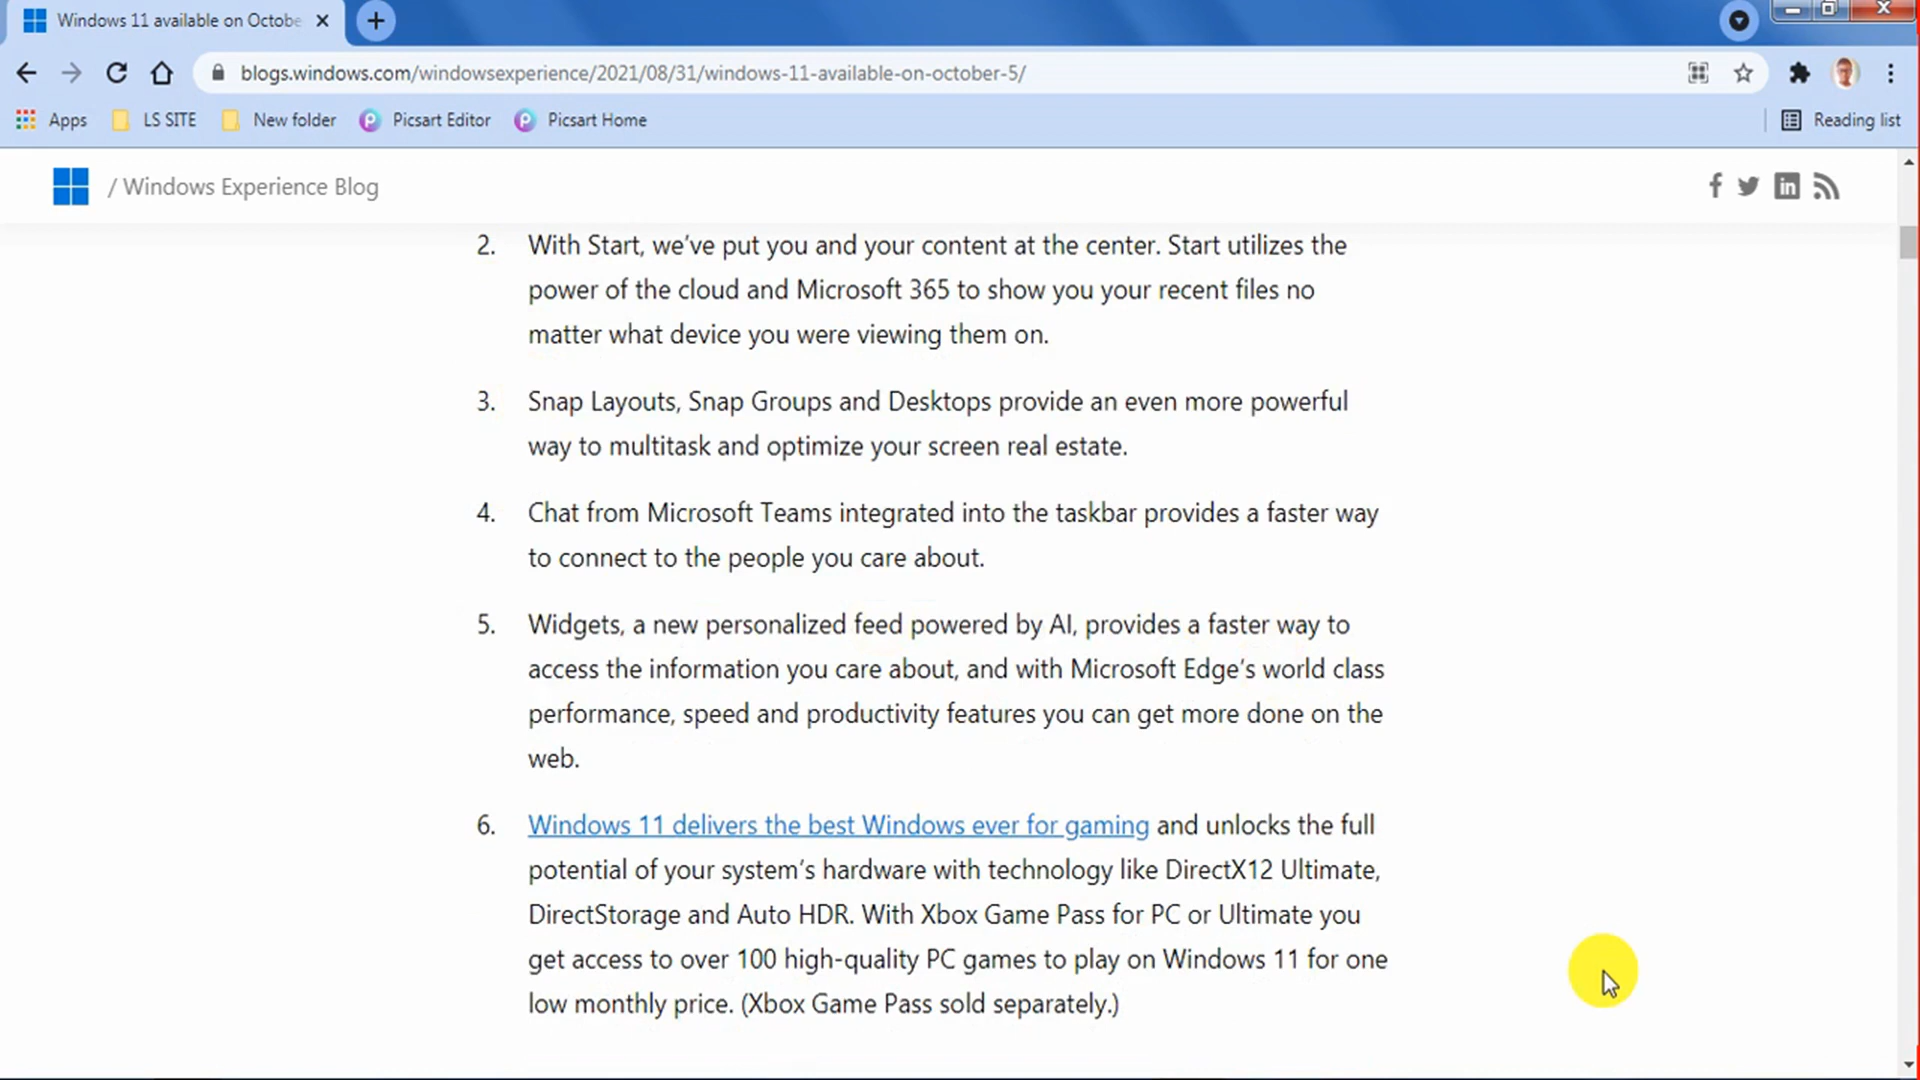 Windows 11 available on Octobe
blogs.windows.com/windowsexperience/2021/08/31/windows-11-available-on-october-5/
Apps LS SITE New folder Picsart Editor Picsart Home Reading list
/ Windows Experience Blog
2. With Start, we’ve put you and your content at the center. Start utilizes the
power of the cloud and Microsoft 365 to show you your recent files no
matter what device you were viewing them on.
3. Snap Layouts, Snap Groups and Desktops provide an even more powerful
way to multitask and optimize your screen real estate.
4. Chat from Microsoft Teams integrated into the taskbar provides a faster way
to connect to the people you care about.
5. Widgets, a new personalized feed powered by AI, provides a faster way to
access the information you care about, and with Microsoft Edge’s world class
performance, speed and productivity features you can get more done on the
web.
6. Windows 11 delivers the best Windows ever for gaming and unlocks the full
potential of your system’s hardware with technology like DirectX12 Ultimate,
DirectStorage and Auto HDR. With Xbox Game Pass for PC or Ultimate you
get access to over 100 high-quality PC games to play on Windows 11 for one
low monthly price. (Xbox Game Pass sold separately.)